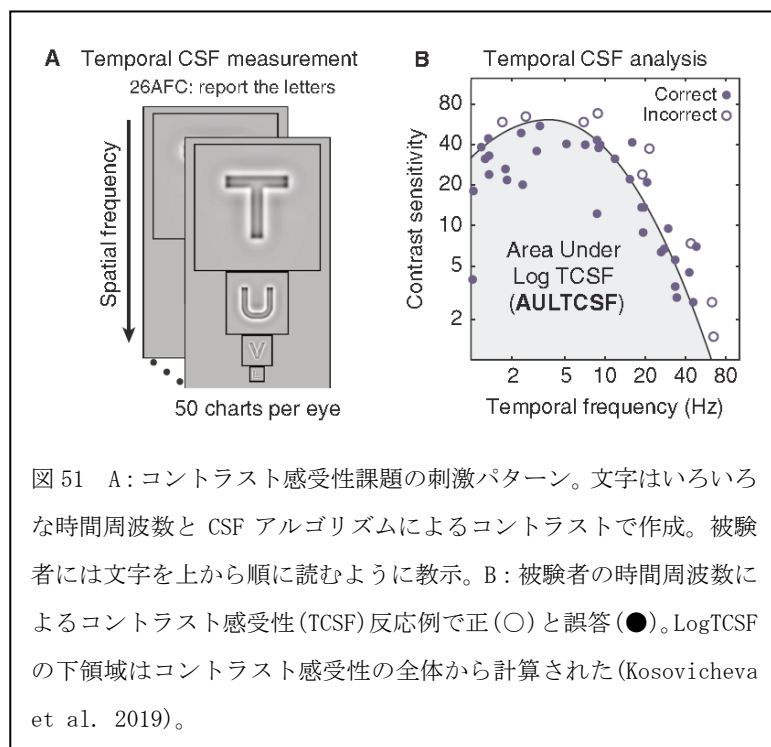 A Temporal CSF measurement
26AFC: report the letters
Spatial frequency
T
U
V
L
50 charts per eye
B Temporal CSF analysis
Correct
Incorrect
Contrast sensitivity
80
40
20
10
5
2
Area Under
Log TCSF
(AULTCSF)
2 5 10 20 40 80
Temporal frequency (Hz)
図 51 A:コントラスト感受性課題の刺激パターン。文字はいろいろ
な時間周波数と CSF アルゴリズムによるコントラストで作成。被験
者には文字を上から順に読むように教示。B:被験者の時間周波数に
よるコントラスト感受性(TCSF)反応例で正(○)と誤答(●)。LogTCSF
の下領域はコントラスト感受性の全体から計算された(Kosovicheva
et al. 2019)。